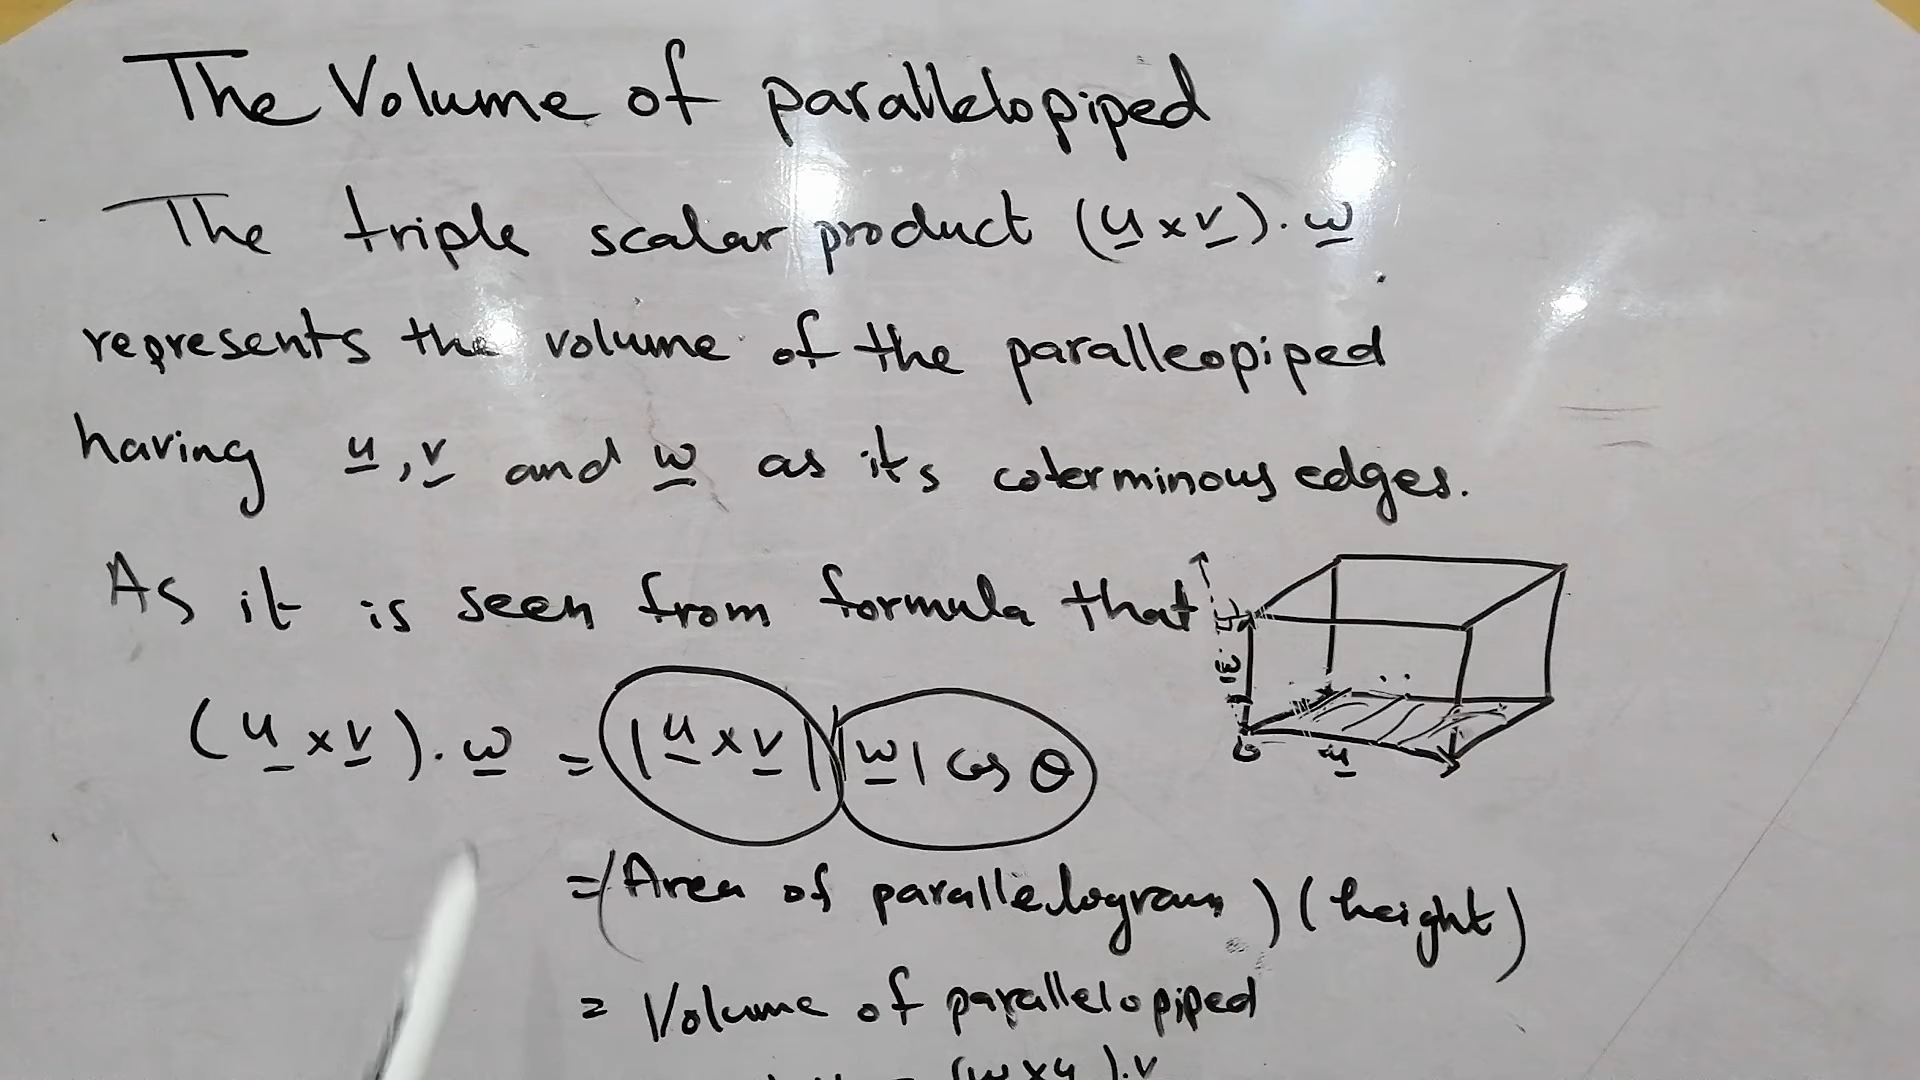 The Volume of parallelopiped
The triple scalar product (u x v). w
represents the volume of the paralleopiped
having u, v and w as its coterminous edges.
As it is seen from formula that
w
u
(u x v). w = |u x v| |w| cos θ
=(Area of parallelogram) (height)
= Volume of parallelopiped
= (w x u). v